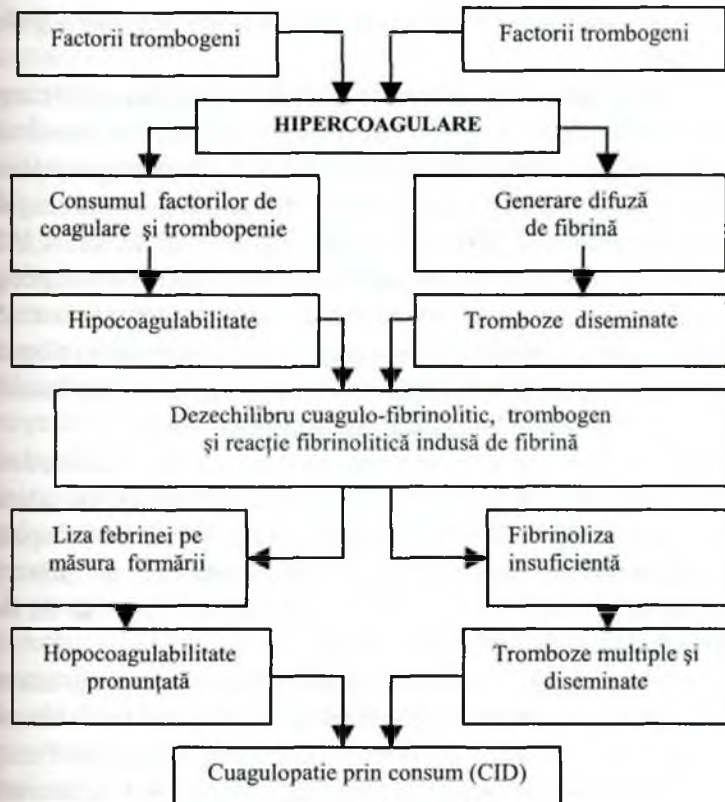 Factorii trombogeni
Factorii trombogeni
HIPERCOAGULARE
Consumul factorilor de
coagulare și trombopenie
Generare difuză
de fibrină
Hipocoagulabilitate
Tromboze diseminate
Dezechilibru cuagulo-fibrinolitic, trombogen
și reacție fibrinolitică indusă de fibrină
Liza febrinei pe
măsura formării
Fibrinoliza
insuficientă
Hopocoagulabilitate
pronunțată
Tromboze multiple și
diseminate
Cuagulopatie prin consum (CID)